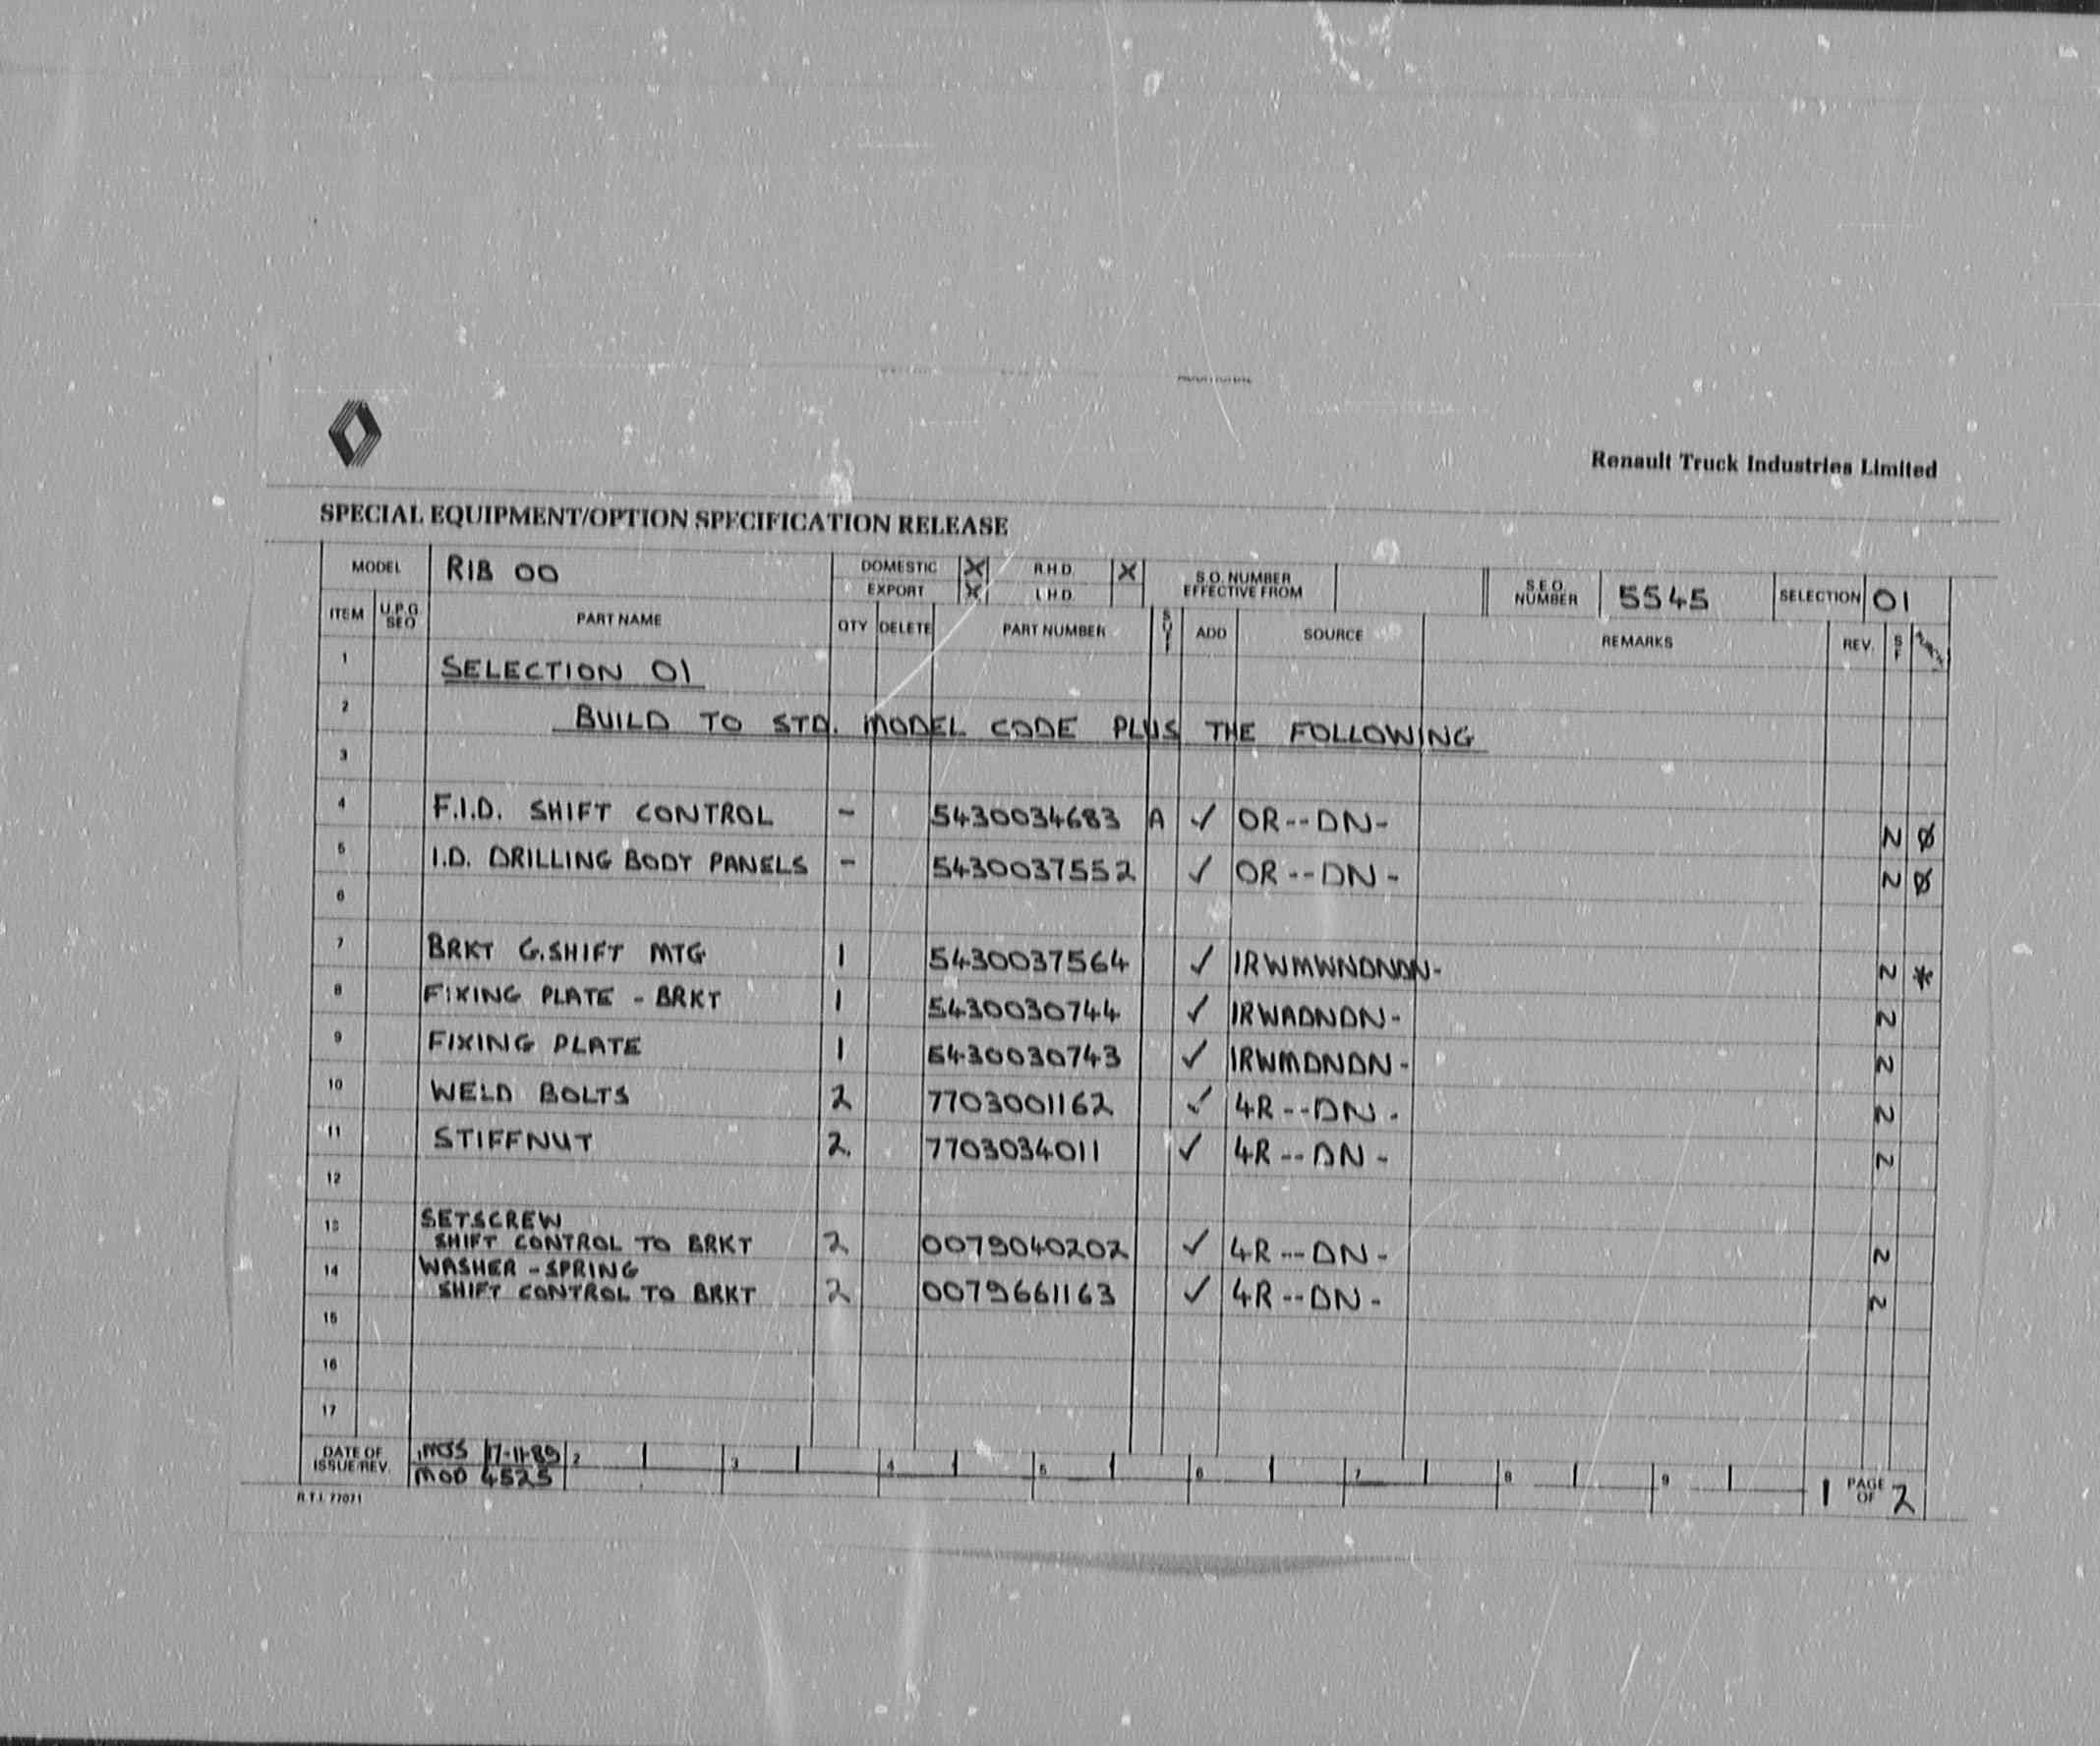 Renault Truck Industries Limited
SPECIAL EQUIPMENT/OPTION SPECIFICATION RELEASE
MODEL R1B 00 DOMESTIC X R.H.D. X S.O. NUMBER EFFECTIVE FROM S.E.O. NUMBER 5545 SELECTION 01
EXPORT X L.H.D.
ITEM U.P.G. SEQ PART NAME QTY DELETE PART NUMBER ADD SOURCE REMARKS REV. S F
1 SELECTION 01
2 BUILD TO STD. MODEL CODE PLUS THE FOLLOWING
3
4 F.I.D. SHIFT CONTROL - 5430034683 A ✓ OR--DN- N Ø
5 I.D. DRILLING BODY PANELS - 5430037552 ✓ OR--DN- N Ø
6
7 BRKT G.SHIFT MTG 1 5430037564 ✓ IRWMWNDNDN- N *
8 FIXING PLATE - BRKT 1 5430030744 ✓ IRWADNDN- N
9 FIXING PLATE 1 5430030743 ✓ IRWMDNDN- N
10 WELD BOLTS 2 7703001162 ✓ 4R--DN- N
11 STIFFNUT 2 7703034011 ✓ 4R--DN- N
12
13 SETSCREW
SHIFT CONTROL TO BRKT 2 0079040202 ✓ 4R--DN- N
14 WASHER - SPRING
SHIFT CONTROL TO BRKT 2 0079661163 ✓ 4R--DN- N
15
16
17
DATE OF ISSUE/REV. MJS 17-11-89 2 3 4 5 6 7 8 9 1 PAGE OF 2
MOD 4525
R.T.I. 77071